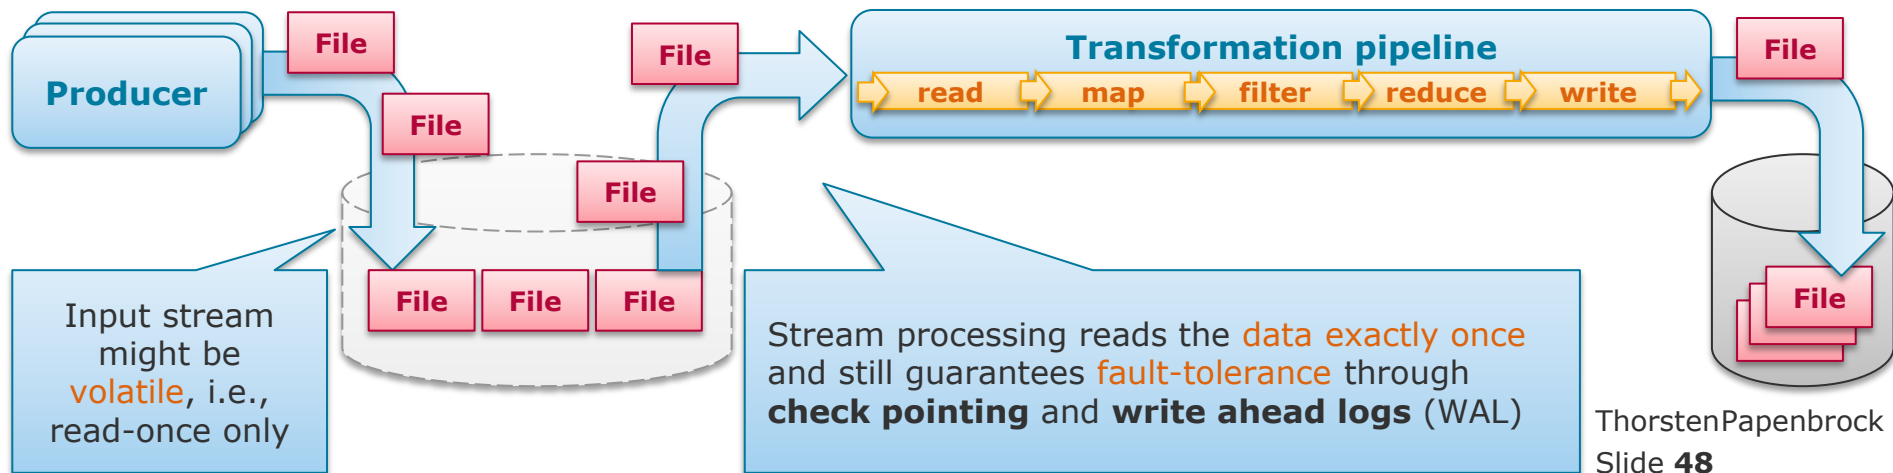 Producer
File
File
File
File
File
File
File
Transformation pipeline
read
map
filter
reduce
write
File
File
Input stream
might be
volatile, i.e.,
read-once only
Stream processing reads the data exactly once
and still guarantees fault-tolerance through
check pointing and write ahead logs (WAL)
ThorstenPapenbrock
Slide 48